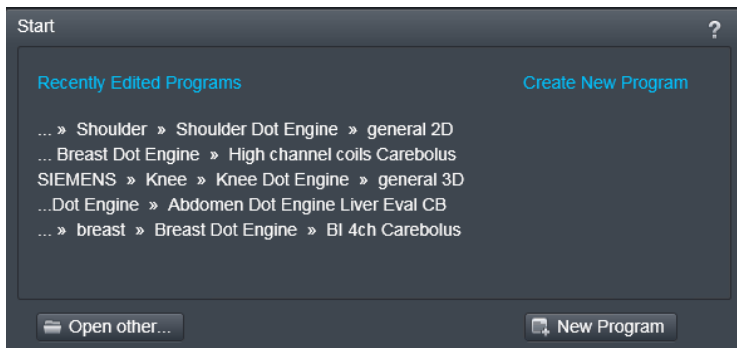 Start
?
Recently Edited Programs
Create New Program
... » Shoulder » Shoulder Dot Engine » general 2D
... Breast Dot Engine » High channel coils Carebolus
SIEMENS » Knee » Knee Dot Engine » general 3D
...Dot Engine » Abdomen Dot Engine Liver Eval CB
... » breast » Breast Dot Engine » BI 4ch Carebolus
Open other...
New Program